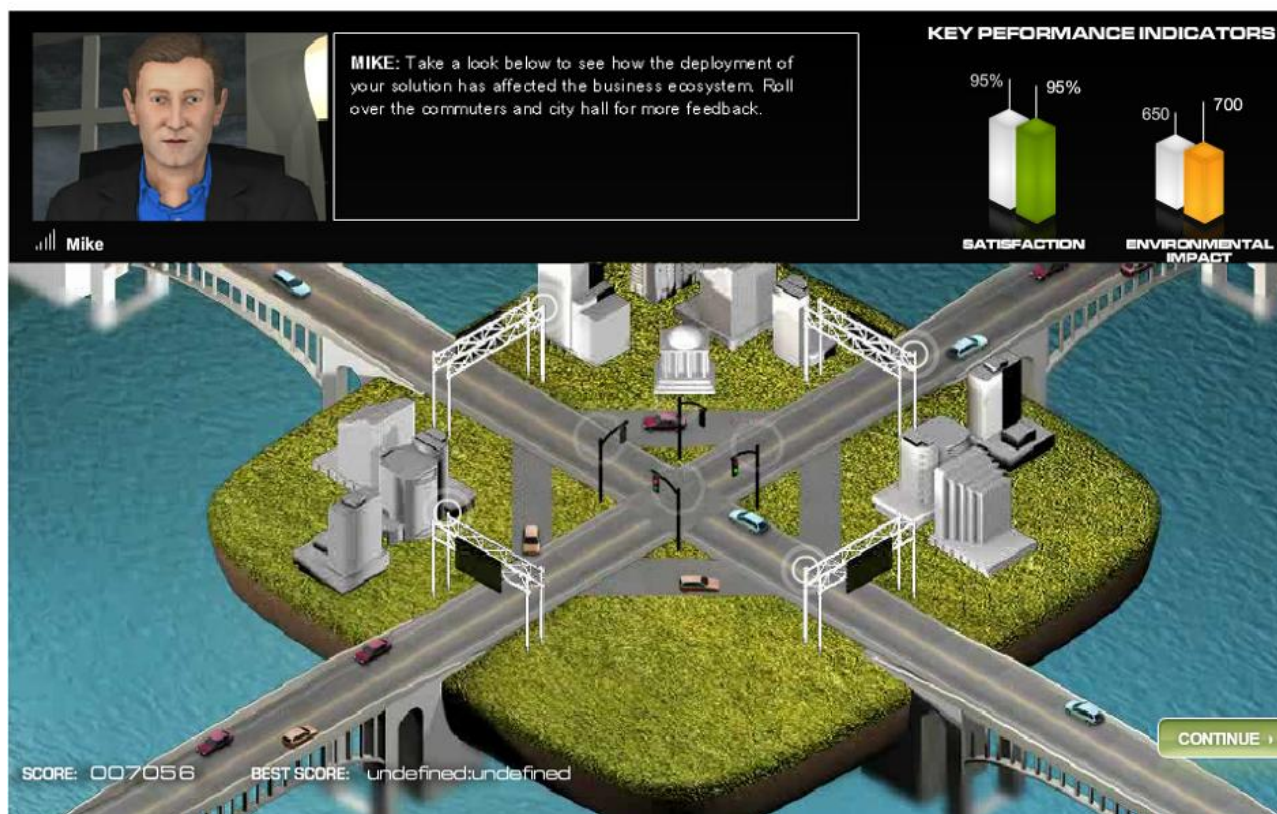 KEY PEFORMANCE INDICATORS
MIKE: Take a look below to see how the deployment of
your solution has affected the business ecosystem. Roll
over the commuters and city hall for more feedback.
95%
95%
650
700
Mike
SATISFACTION
ENVIRONMENTAL
IMPACT
CONTINUE ›
SCORE: 007056
BEST SCORE: undefined:undefined